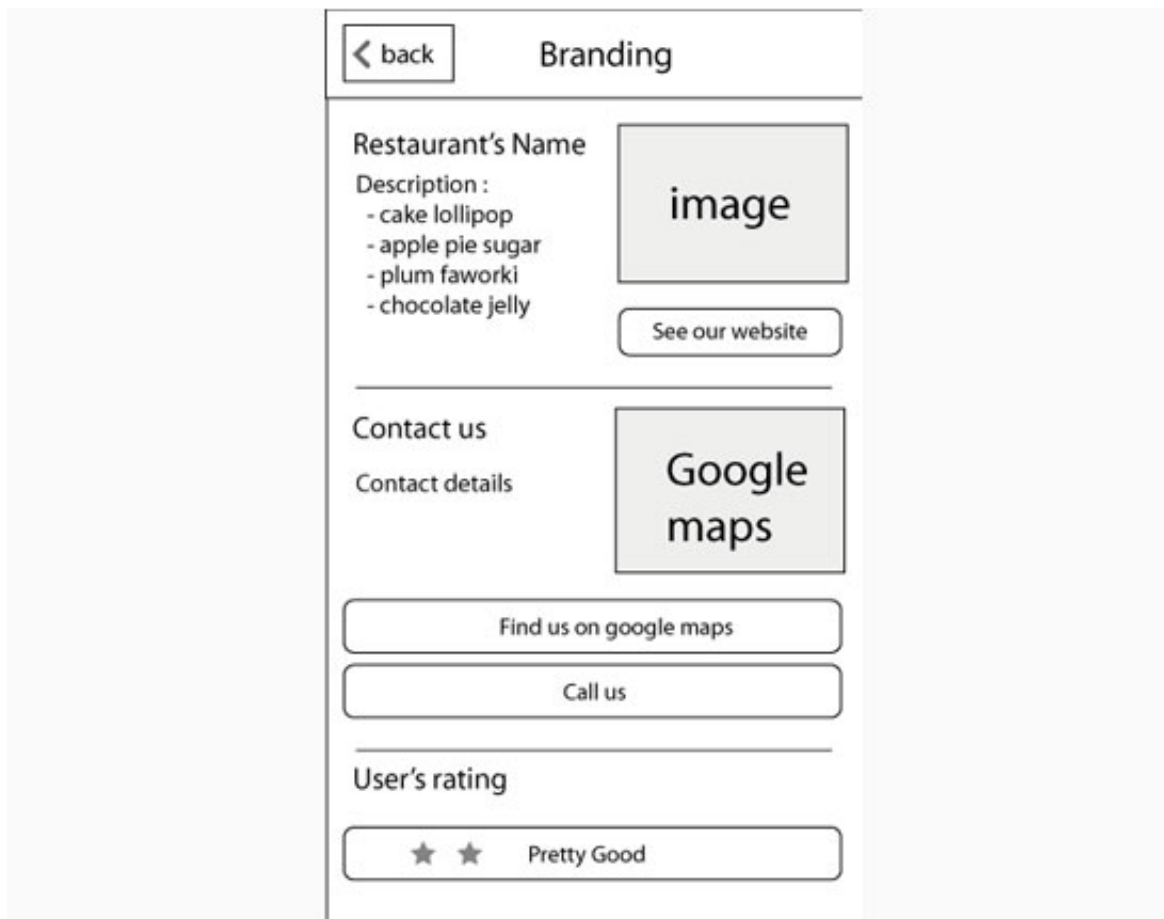 back
Branding
Restaurant's Name
Description :
- cake lollipop
- apple pie sugar
- plum faworki
- chocolate jelly
image
See our website
Contact us
Contact details
Google
maps
Find us on google maps
Call us
User's rating
Pretty Good